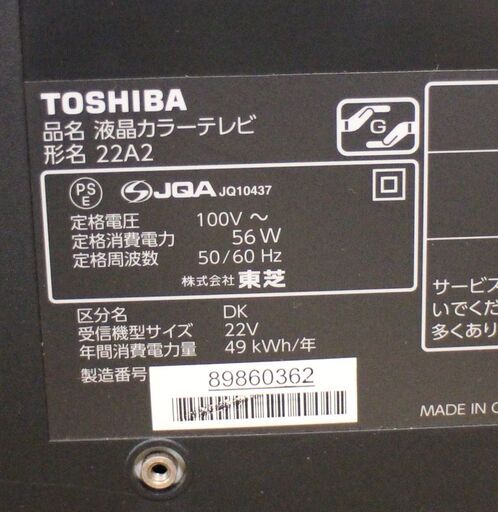 TOSHIBA
品名 液晶カラーテレビ
形名 22A2
G
PS
E
JQA JQ10437
定格電圧 100V ～
定格消費電力 56W
定格周波数 50/60 Hz
株式会社 東芝
区分名 DK
受信機型サイズ 22V
年間消費電力量 49 kWh/年
製造番号
89860362
サービス
いでくだ
多くあり
MADE IN C